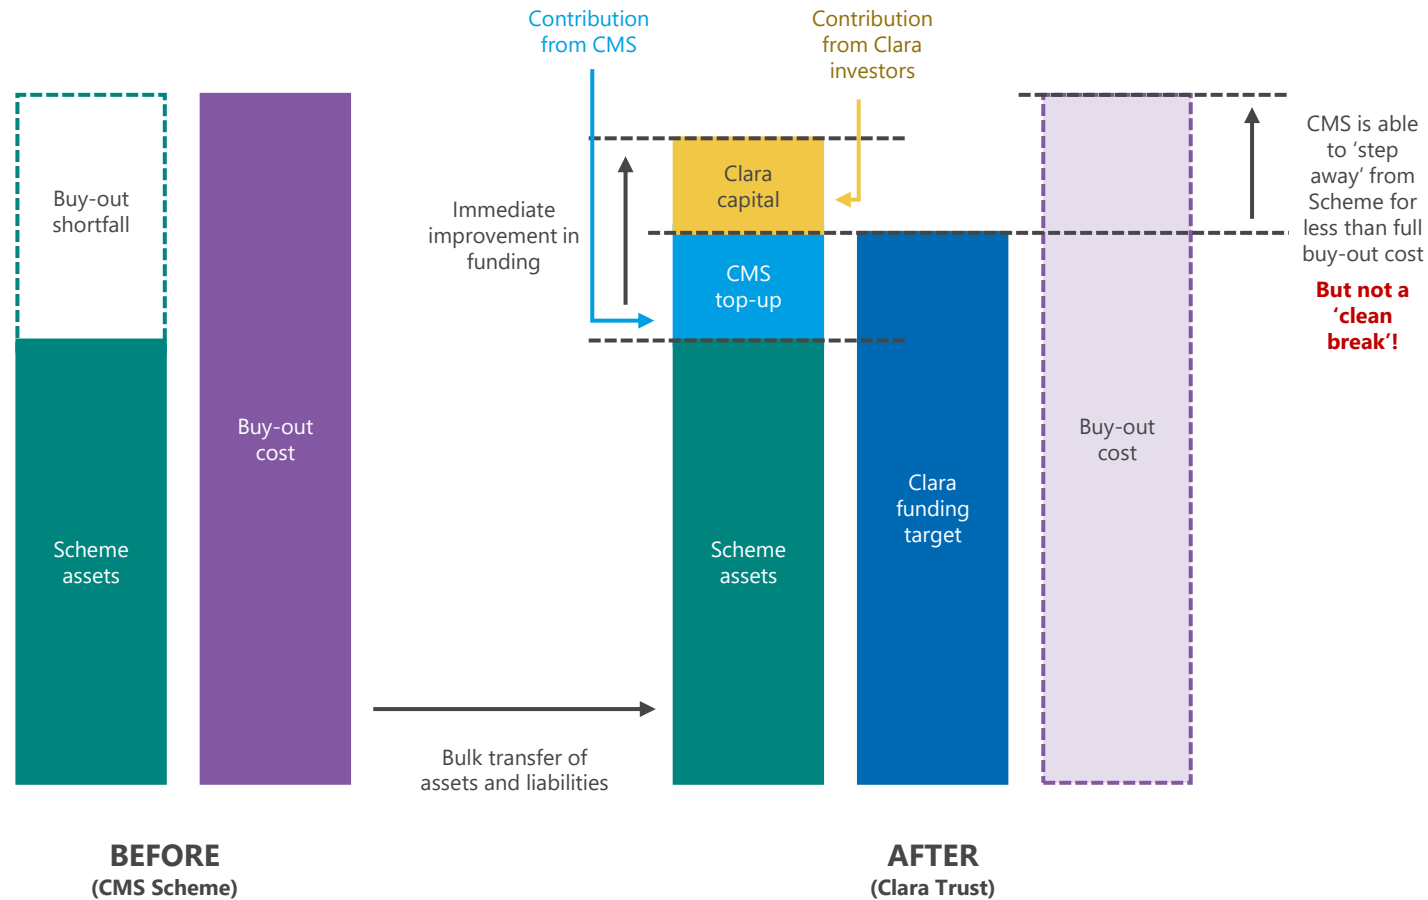 Contribution
from CMS
Contribution
from Clara
investors
Buy-out
shortfall
Scheme
assets
Buy-out
cost
Immediate
improvement in
funding
Clara
capital
CMS
top-up
Scheme
assets
Clara
funding
target
Buy-out
cost
CMS is able
to ‘step
away’ from
Scheme for
less than full
buy-out cost
But not a
‘clean
break’!
Bulk transfer of
assets and liabilities
BEFORE
(CMS Scheme)
AFTER
(Clara Trust)